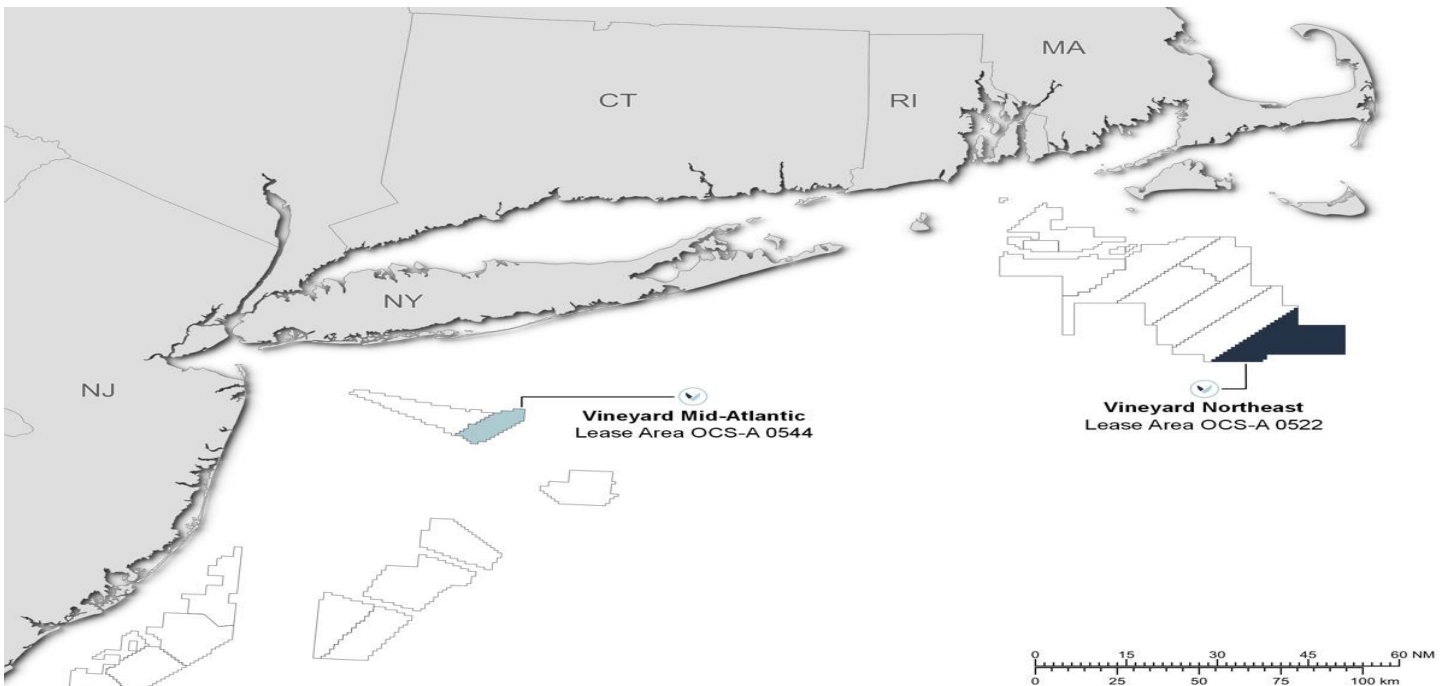 MA
CT
RI
NY
NJ
Vineyard Mid-Atlantic
Lease Area OCS-A 0544
Vineyard Northeast
Lease Area OCS-A 0522
0 15 30 45 60 NM
0 25 50 75 100 km